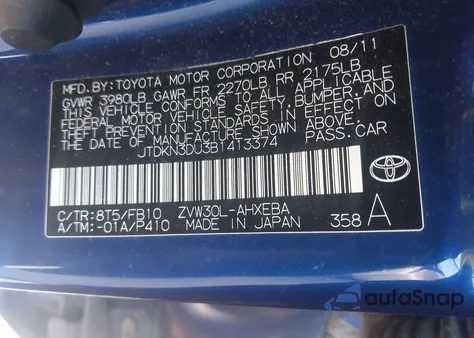 MFD.BY:TOYOTA MOTOR CORPORATION 08/11
GVWR 3980LB GAWR FR 2270LB RR 2175LB
THIS VEHICLE CONFORMS TO ALL APPLICABLE
FEDERAL MOTOR VEHICLE SAFETY, BUMPER, AND
THEFT PREVENTION STANDARDS IN EFFECT ON
THE DATE OF MANUFACTURE SHOWN ABOVE.
JTDKN3DU3B1413374 PASS.CAR
TOYOTA
C/TR:8T5/FB10 ZVW30L-AHXEBA
A/TM:-01A/P410 MADE IN JAPAN 358 A
autoSnap